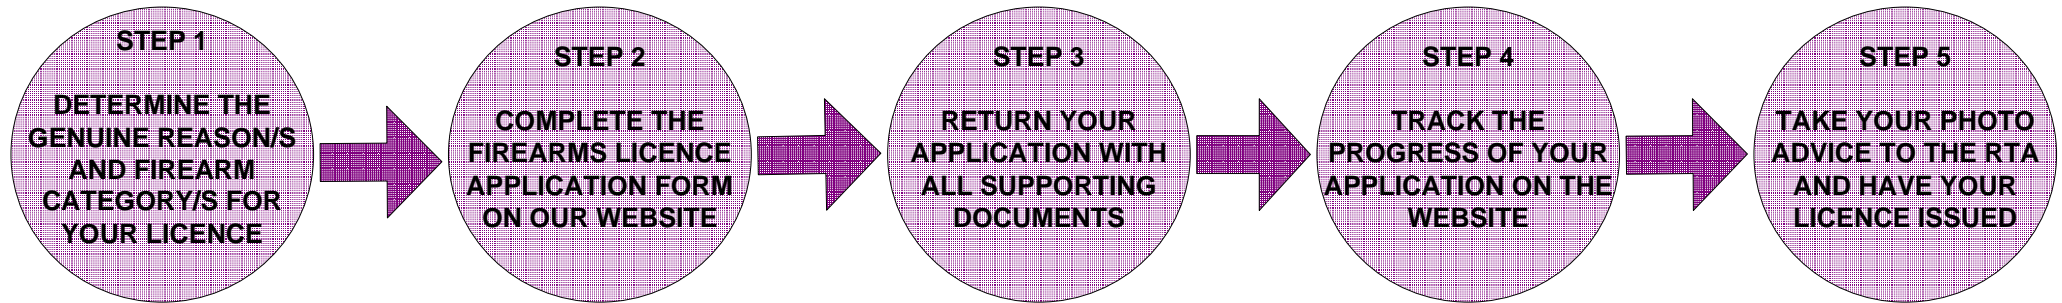 STEP 1
DETERMINE THE
GENUINE REASON/S
AND FIREARM
CATEGORY/S FOR
YOUR LICENCE
STEP 2
COMPLETE THE
FIREARMS LICENCE
APPLICATION FORM
ON OUR WEBSITE
STEP 3
RETURN YOUR
APPLICATION WITH
ALL SUPPORTING
DOCUMENTS
STEP 4
TRACK THE
PROGRESS OF YOUR
APPLICATION ON THE
WEBSITE
STEP 5
TAKE YOUR PHOTO
ADVICE TO THE RTA
AND HAVE YOUR
LICENCE ISSUED